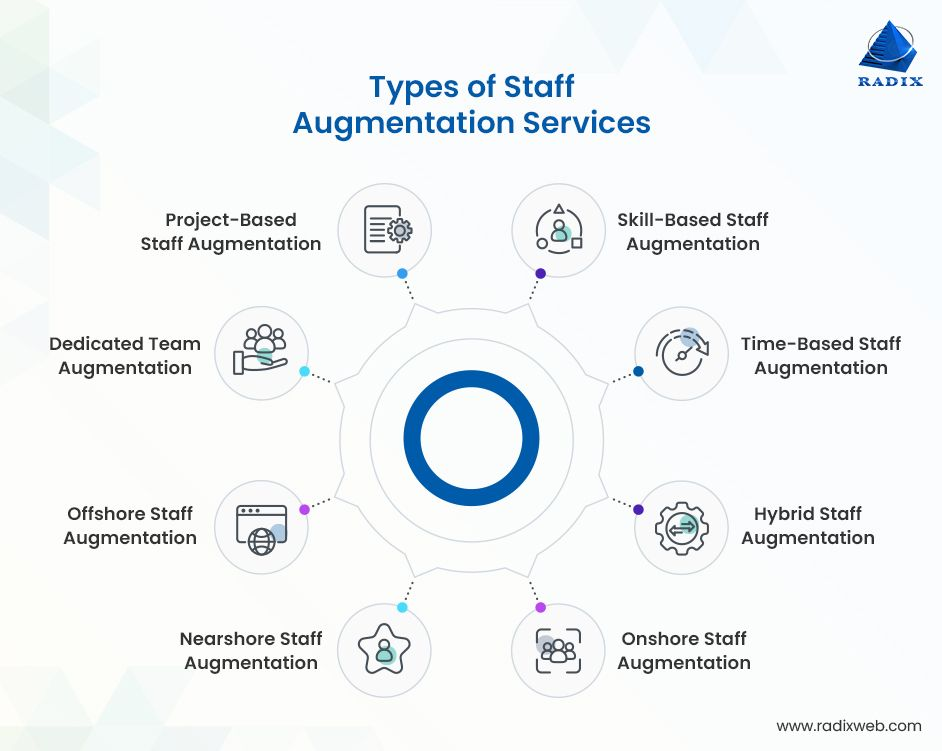 RADIX
Types of Staff
Augmentation Services
Project-Based
Staff Augmentation
Skill-Based Staff
Augmentation
Dedicated Team
Augmentation
Time-Based Staff
Augmentation
Offshore Staff
Augmentation
Hybrid Staff
Augmentation
Nearshore Staff
Augmentation
Onshore Staff
Augmentation
www.radixweb.com